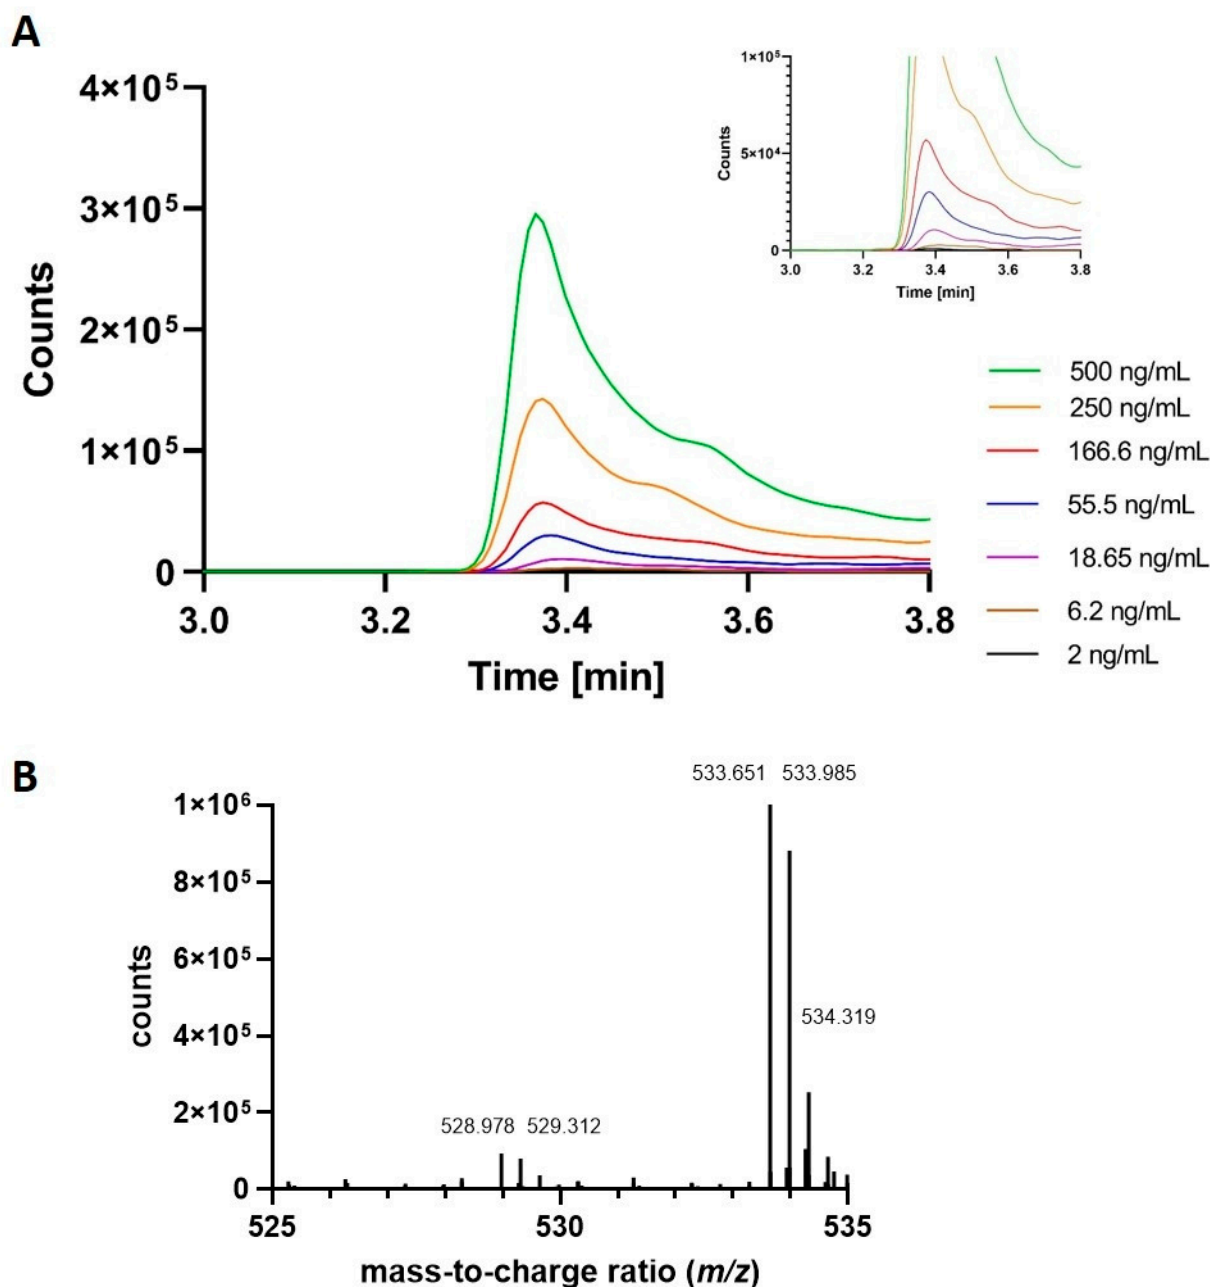 A
4×10⁵
3×10⁵
2×10⁵
1×10⁵
0
Counts
3.0 3.2 3.4 3.6 3.8
Time [min]
1×10⁵
5×10⁴
0
Counts
3.0 3.2 3.4 3.6 3.8
Time [min]
500 ng/mL
250 ng/mL
166.6 ng/mL
55.5 ng/mL
18.65 ng/mL
6.2 ng/mL
2 ng/mL
B
533.651 533.985
1×10⁶
8×10⁵
6×10⁵
4×10⁵
2×10⁵
0
counts
534.319
528.978 529.312
525 530 535
mass-to-charge ratio (m/z)